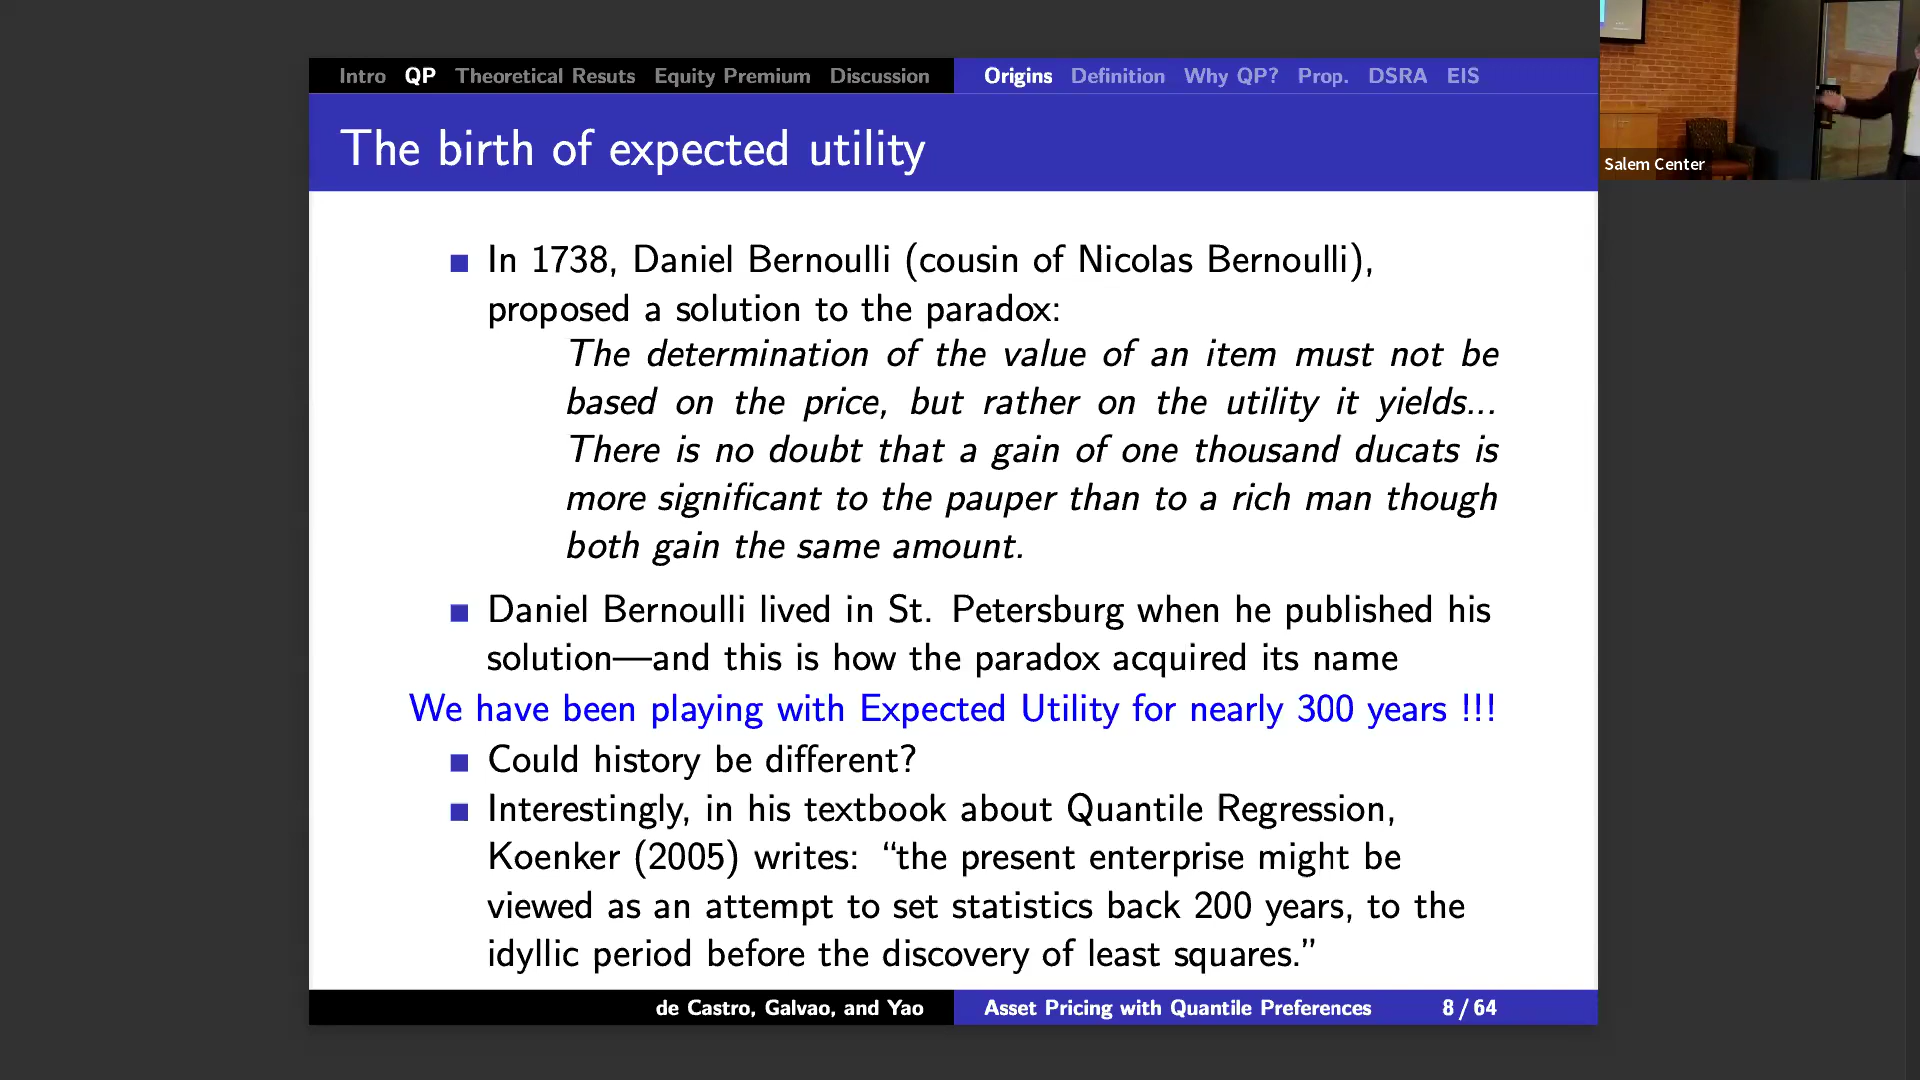 Intro QP Theoretical Resuts Equity Premium Discussion Origins Definition Why QP? Prop. DSRA EIS
The birth of expected utility
Salem Center
In 1738, Daniel Bernoulli (cousin of Nicolas Bernoulli),
proposed a solution to the paradox:
The determination of the value of an item must not be
based on the price, but rather on the utility it yields...
There is no doubt that a gain of one thousand ducats is
more significant to the pauper than to a rich man though
both gain the same amount.
Daniel Bernoulli lived in St. Petersburg when he published his
solution—and this is how the paradox acquired its name
We have been playing with Expected Utility for nearly 300 years !!!
Could history be different?
Interestingly, in his textbook about Quantile Regression,
Koenker (2005) writes: “the present enterprise might be
viewed as an attempt to set statistics back 200 years, to the
idyllic period before the discovery of least squares.”
de Castro, Galvao, and Yao Asset Pricing with Quantile Preferences 8 / 64